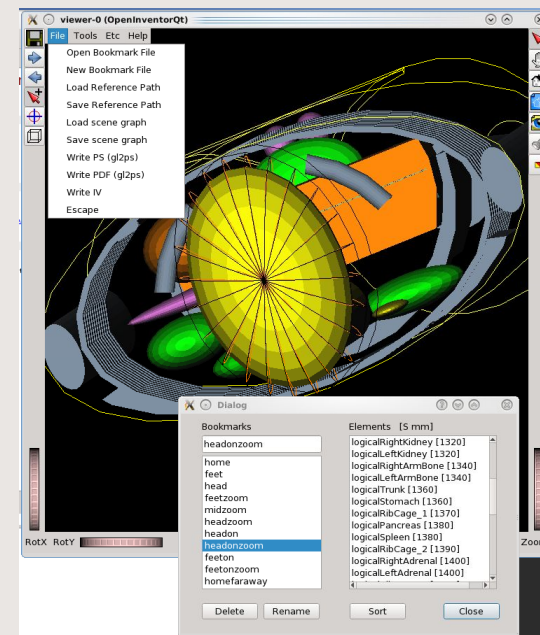 viewer-0 (OpenInventorQt)
File Tools Etc Help
Open Bookmark File
New Bookmark File
Load Reference Path
Save Reference Path
Load scene graph
Save scene graph
Write PS (gl2ps)
Write PDF (gl2ps)
Write IV
Escape
RotX RotY
Zoo
Dialog
Bookmarks
headonzoom
home
feet
head
feetzoom
midzoom
headzoom
headon
headonzoom
feeton
feetonzoom
homefaraway
Delete Rename
Elements [S mm]
logicalRightKidney [1320]
logicalLeftKidney [1320]
logicalRightArmBone [1340]
logicalLeftArmBone [1340]
logicalTrunk [1360]
logicalStomach [1360]
logicalRibCage_1 [1370]
logicalPancreas [1380]
logicalSpleen [1380]
logicalRibCage_2 [1390]
logicalRightAdrenal [1400]
logicalLeftAdrenal [1400]
Sort Close